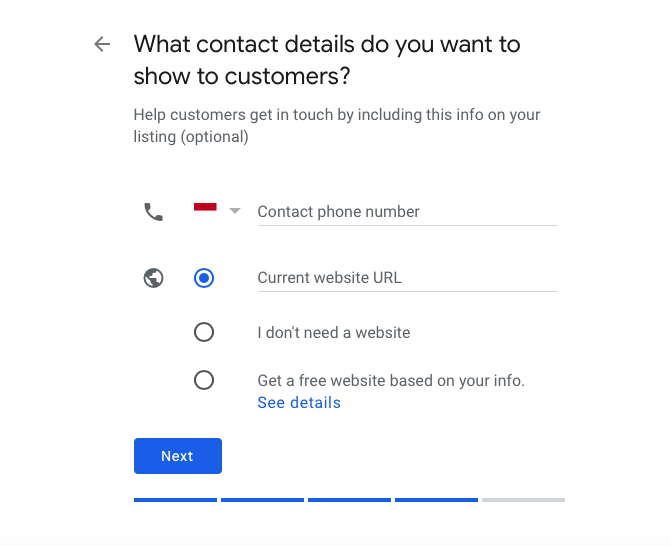 What contact details do you want to
show to customers?
Help customers get in touch by including this info on your
listing (optional)
Contact phone number
Current website URL
I don't need a website
Get a free website based on your info.
See details
Next